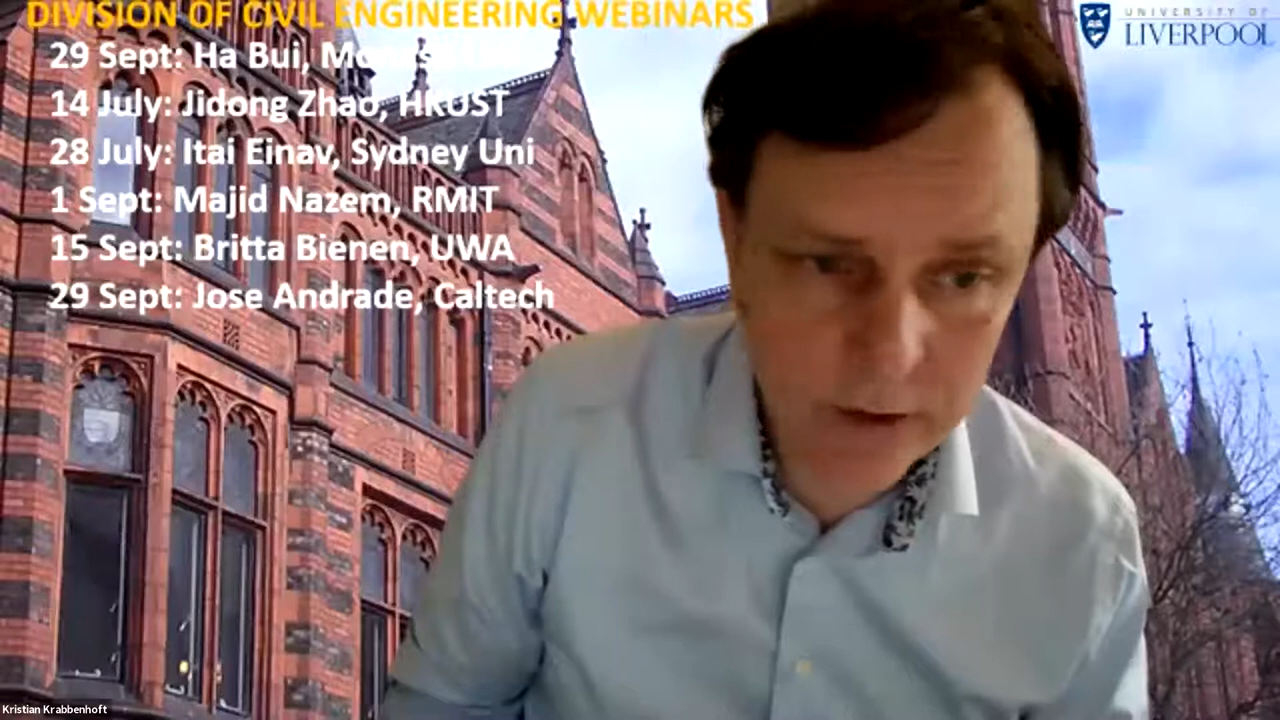 DIVISION OF CIVIL ENGINEERING WEBINARS
29 Sept: Ha Bui,
14 July: Jidong Zhao, HKUST
28 July: Itai Einav, Sydney Uni
1 Sept: Majid Nazem, RMIT
15 Sept: Britta Bienen, UWA
29 Sept: Jose Andrade, Caltech
UNIVERSITY OF
LIVERPOOL
Kristian Krabbenhoft